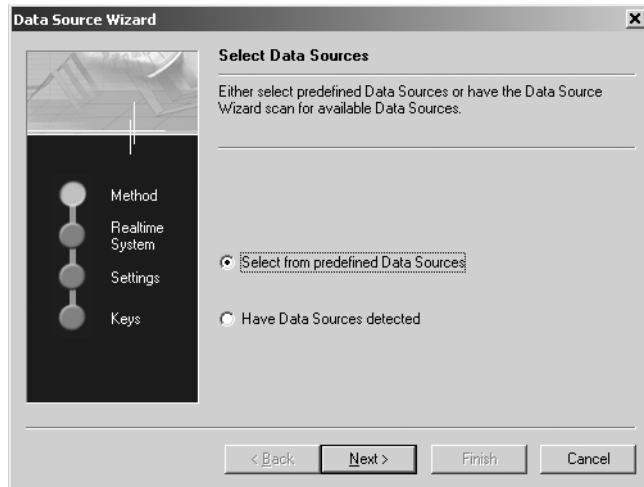 Data Source Wizard
Select Data Sources
Either select predefined Data Sources or have the Data Source
Wizard scan for available Data Sources.
Method
Realtime
System
Settings
Keys
Select from predefined Data Sources
Have Data Sources detected
< Back
Next >
Finish
Cancel